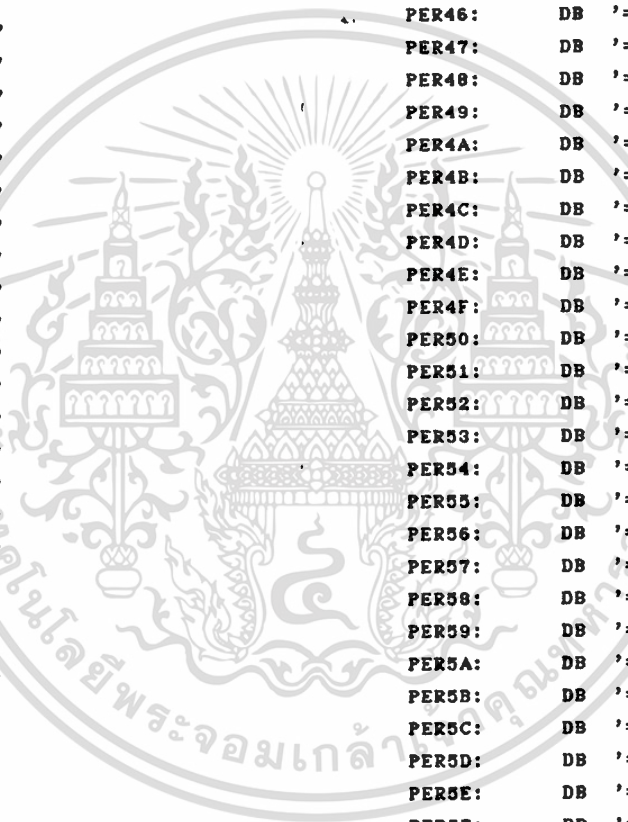 PER46: DB '=
PER47: DB '=
PER48: DB '=
PER49: DB '=
PER4A: DB '=
PER4B: DB '=
PER4C: DB '=
PER4D: DB '=
PER4E: DB '=
PER4F: DB '=
PER50: DB '=
PER51: DB '=
PER52: DB '=
PER53: DB '=
PER54: DB '=
PER55: DB '=
PER56: DB '=
PER57: DB '=
PER58: DB '=
PER59: DB '=
PER5A: DB '=
PER5B: DB '=
PER5C: DB '=
PER5D: DB '=
PER5E: DB '=